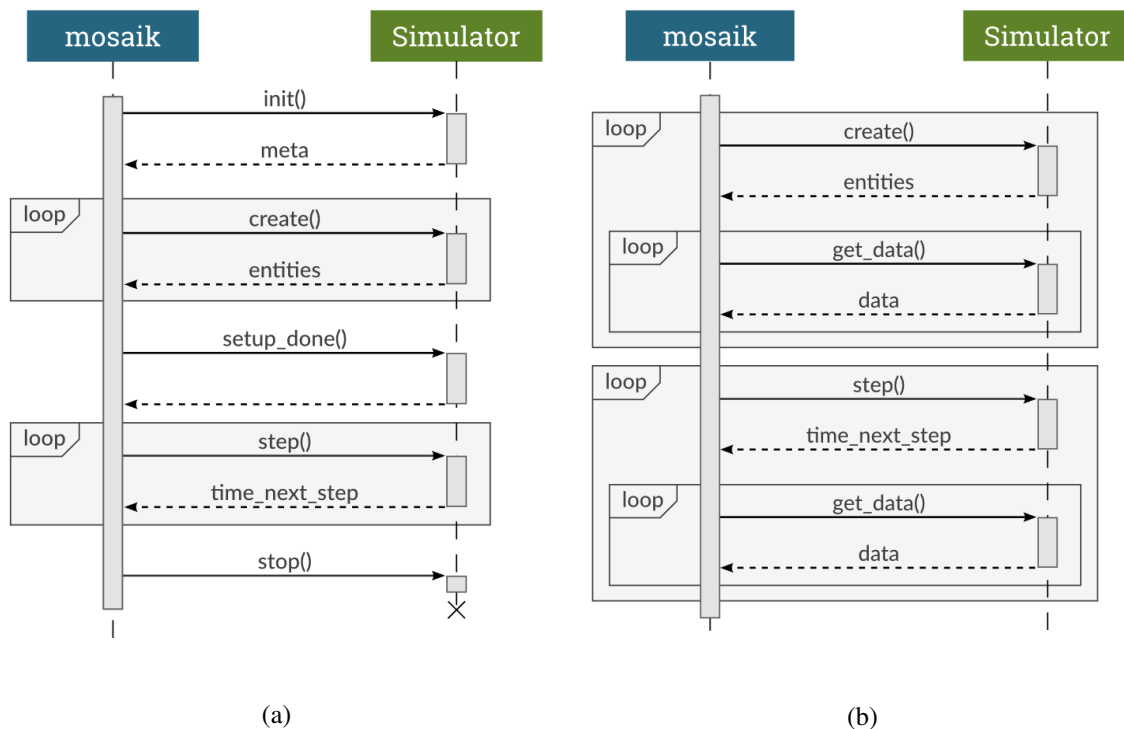 mosaik
Simulator
init()
meta
loop
create()
entities
setup_done()
loop
step()
time_next_step
stop()
(a)
mosaik
Simulator
loop
create()
entities
loop
get_data()
data
loop
step()
time_next_step
loop
get_data()
data
(b)